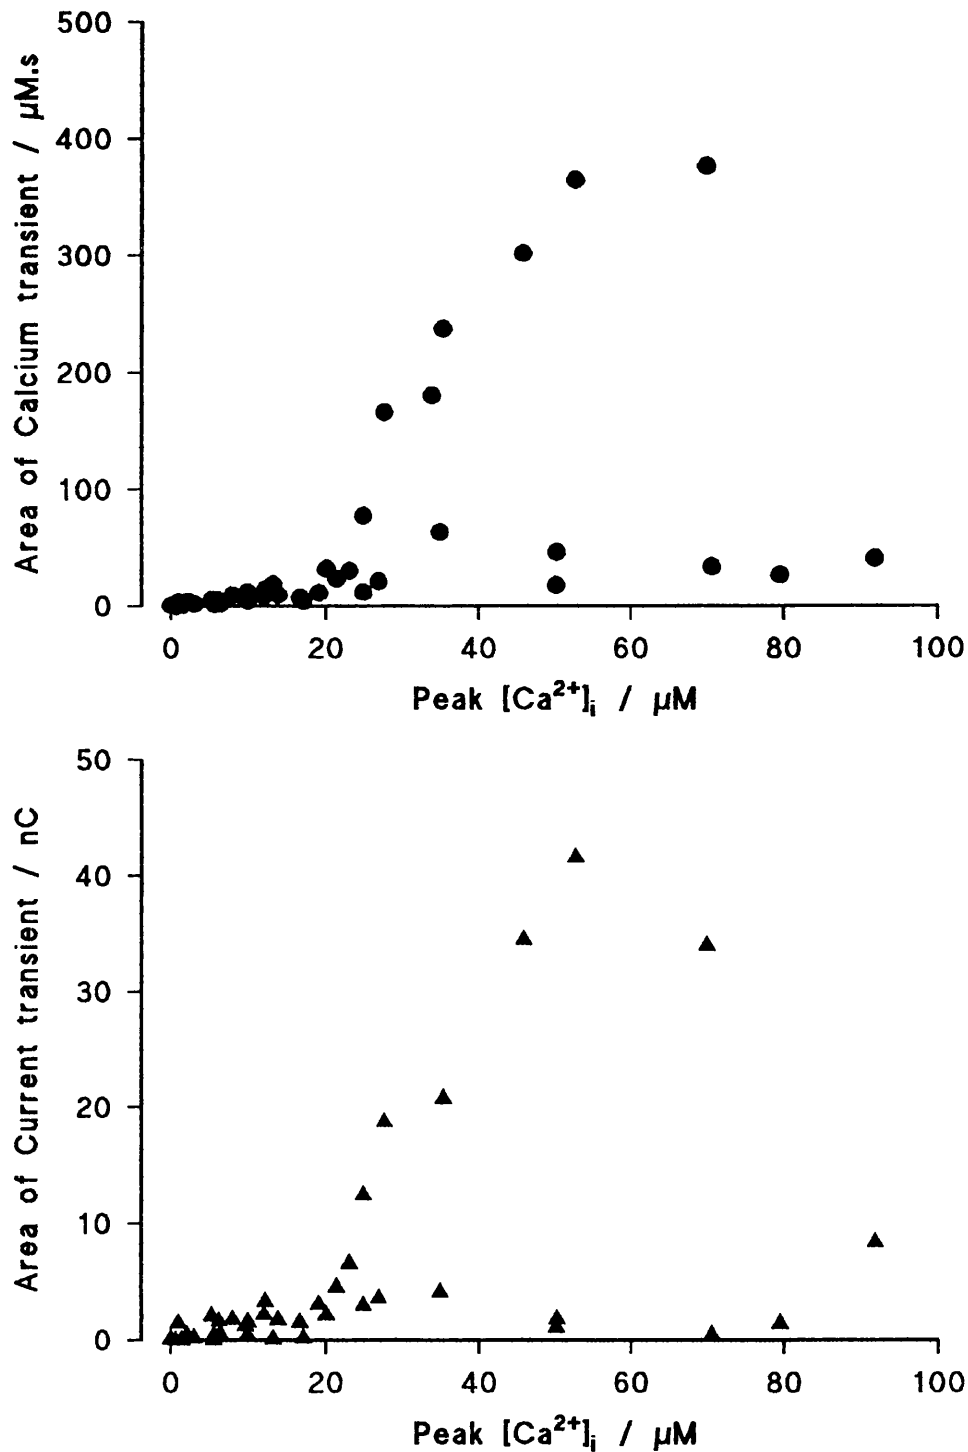 500
400
300
200
100
0
Area of Calcium transient / µM.s
0 20 40 60 80 100
Peak [Ca²⁺]ᵢ / µM
50
40
30
20
10
0
Area of Current transient / nC
0 20 40 60 80 100
Peak [Ca²⁺]ᵢ / µM